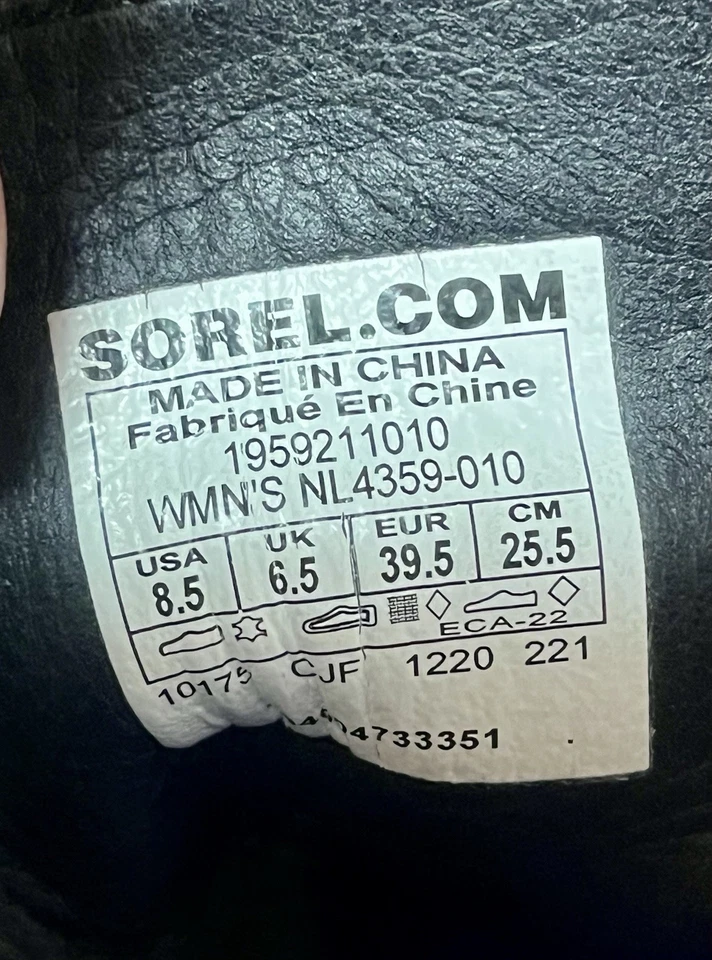 SOREL.COM
MADE IN CHINA
Fabriqué En Chine
1959211010
WMN'S NL4359-010
USA UK EUR CM
8.5 6.5 39.5 25.5
ECA-22
10175 CJF 1220 221